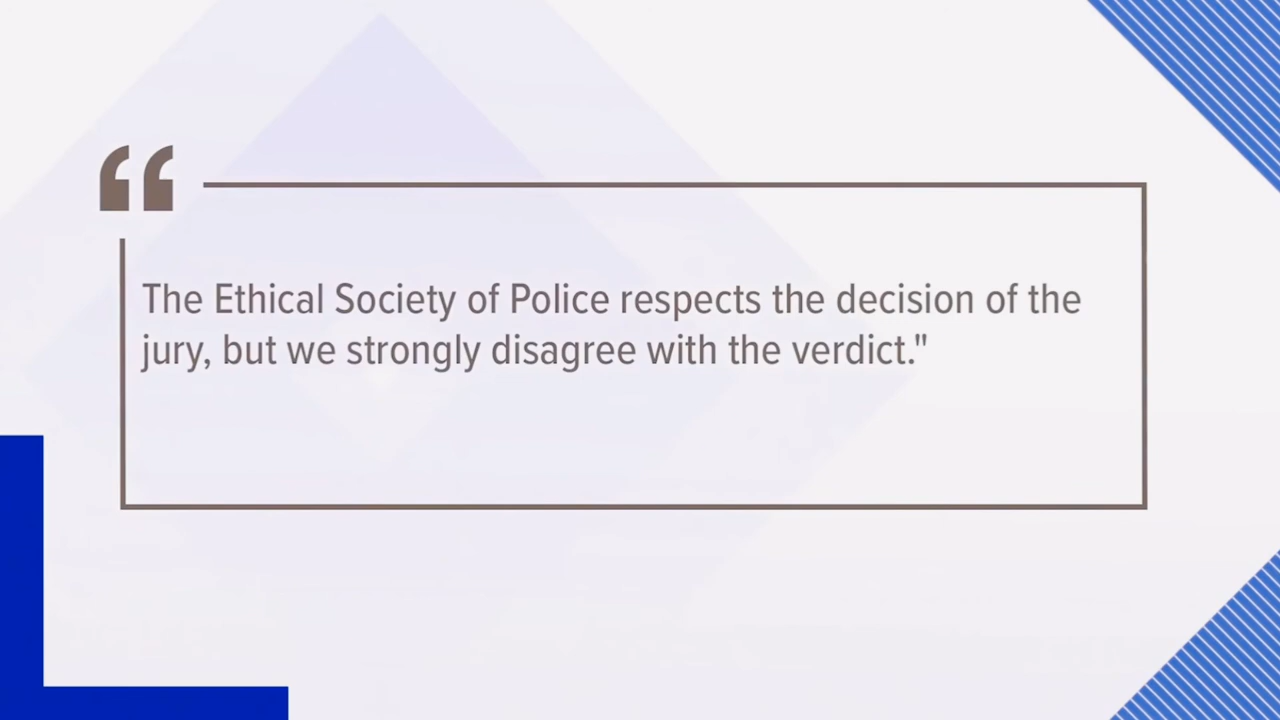 “
The Ethical Society of Police respects the decision of the
jury, but we strongly disagree with the verdict."